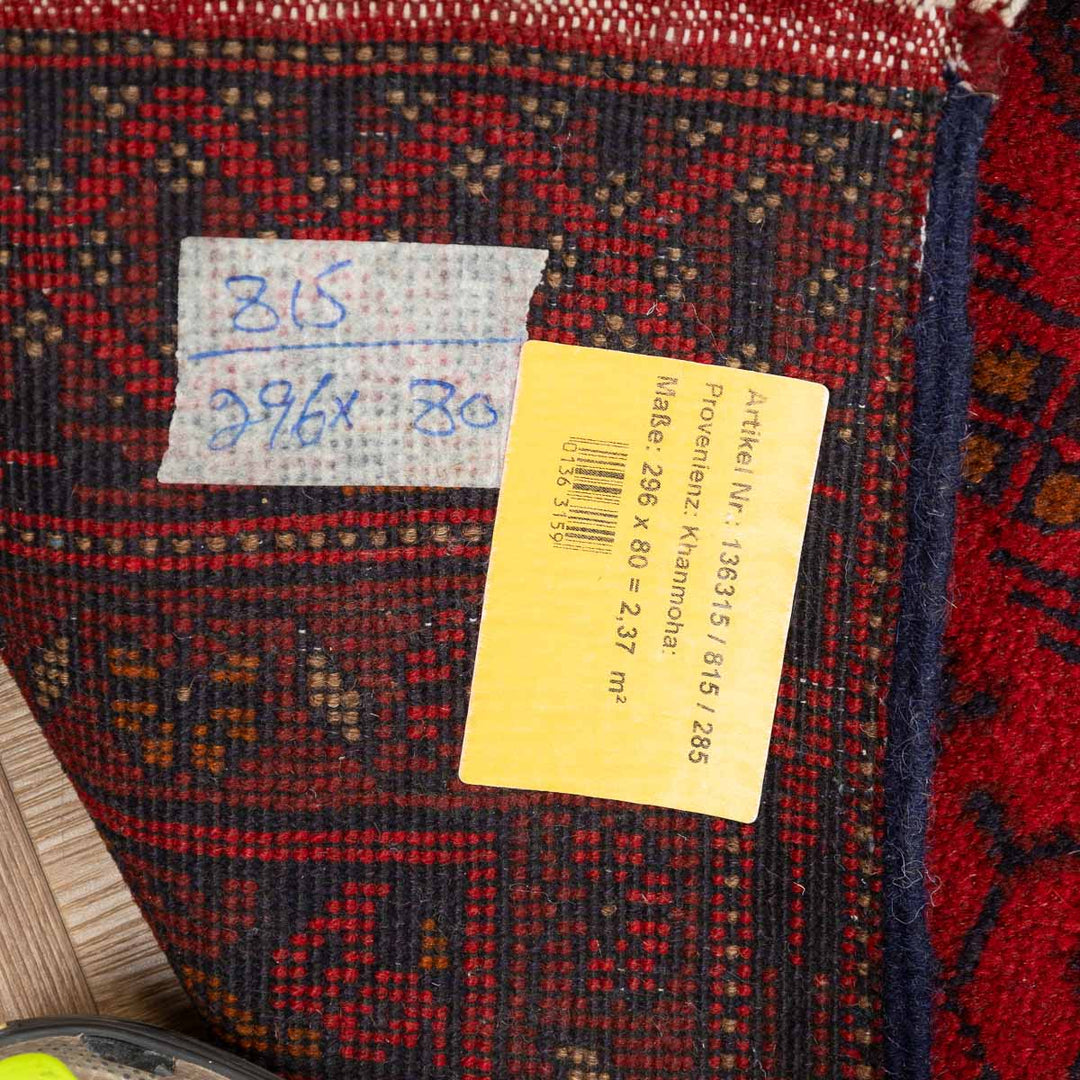 815
296x 80
Artikel Nr.: 136315 / 815 / 285
Provenienz: Khanmoha:
Maße: 296 x 80 = 2,37 m²
0136 3159